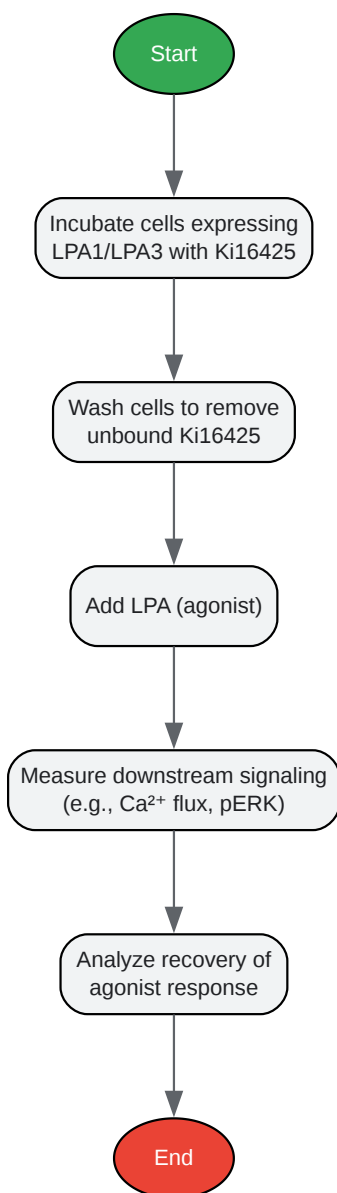 Start
Incubate cells expressing
LPA1/LPA3 with Ki16425
Wash cells to remove
unbound Ki16425
Add LPA (agonist)
Measure downstream signaling
(e.g., Ca²⁺ flux, pERK)
Analyze recovery of
agonist response
End